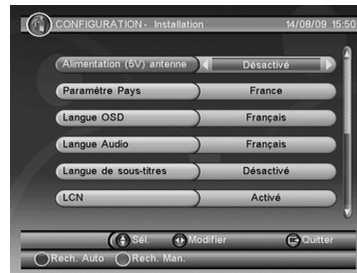 CONFIGURATION - Installation 14/08/09 15:50
Alimentation (5V) antenne Désactivé
Paramètre Pays France
Langue OSD Français
Langue Audio Français
Langue de sous-titres Désactivé
LCN Activé
Sél. Modifier Quitter
Rech. Auto Rech. Man.